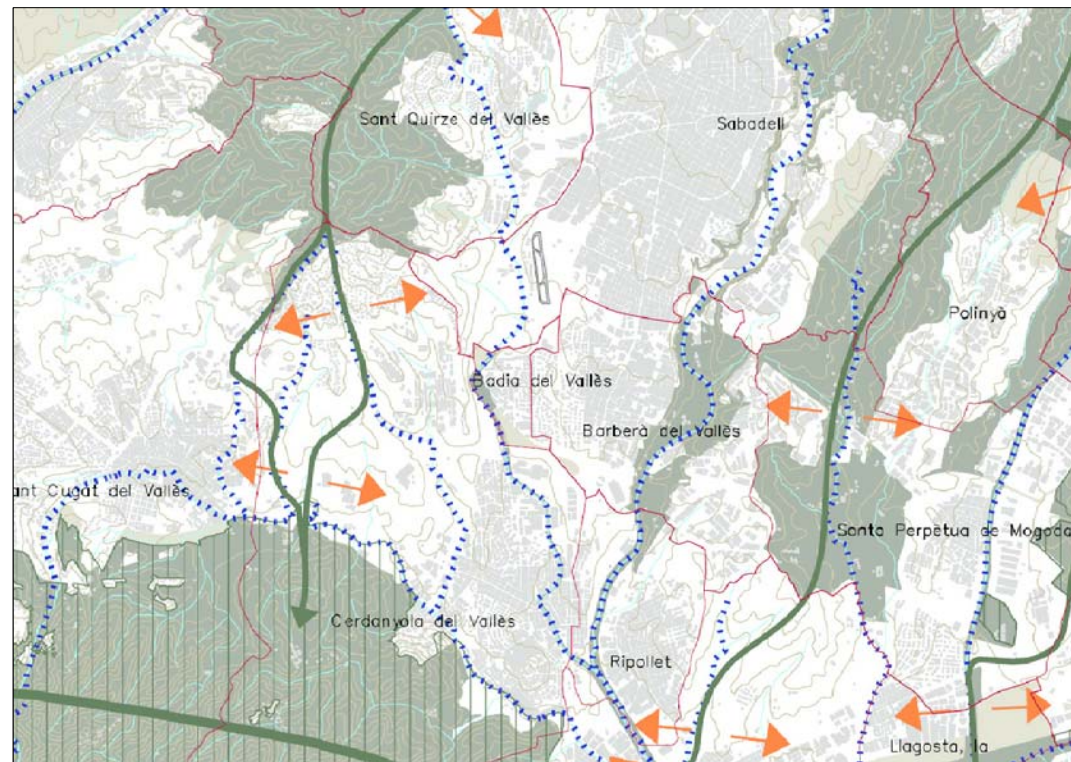 Sant Quirze del Vallès
Sabadell
Polinyà
Badia del Vallès
Barberà del Vallès
ant Cugat del Vallès
Santa Perpètua de Mogoda
Cerdanyola del Vallès
Ripollet
Llagosta, la